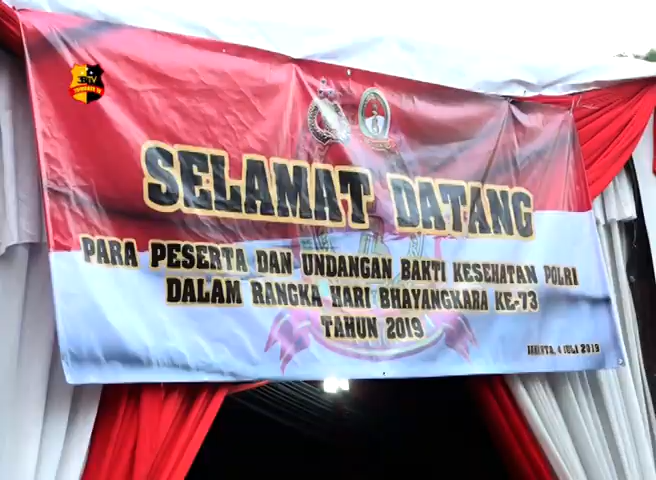 SELAMAT DATANG
PARA PESERTA DAN UNDANGAN BAKTI KESEHATAN POLRI
DALAM RANGKA HARI BHAYANGKARA KE-73
TAHUN 2019
JAKARTA, 4 JULI 2019